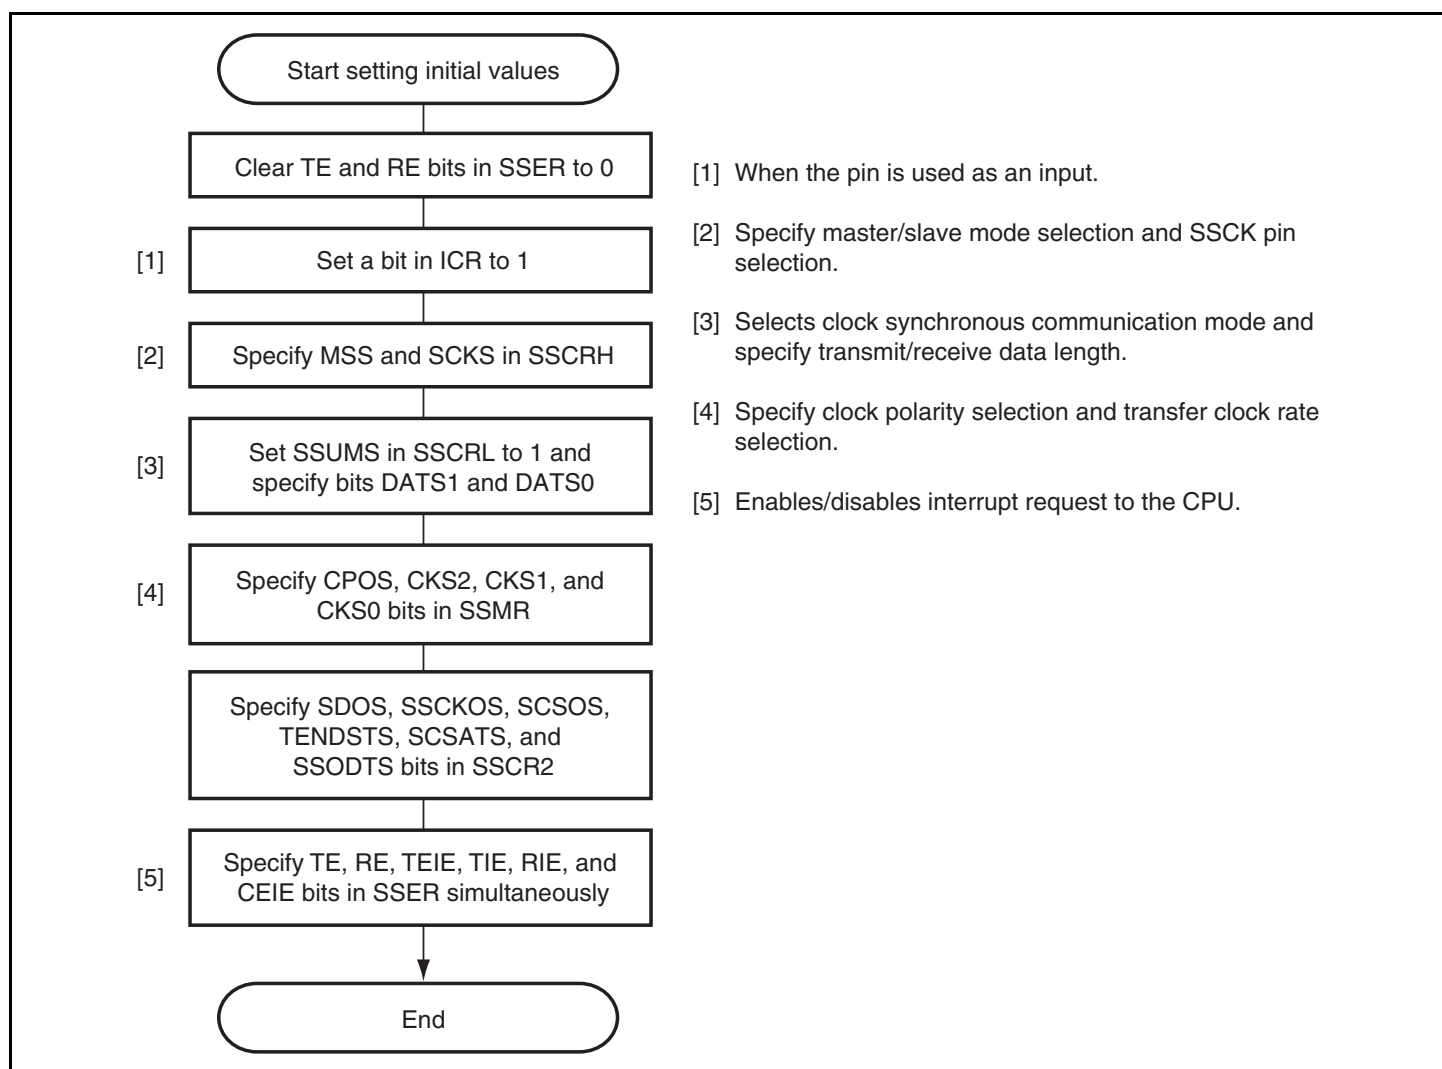 Start setting initial values
Clear TE and RE bits in SSER to 0
[1]
Set a bit in ICR to 1
[2]
Specify MSS and SCKS in SSCRH
[3]
Set SSUMS in SSCRL to 1 and
specify bits DATS1 and DATS0
[4]
Specify CPOS, CKS2, CKS1, and
CKS0 bits in SSMR
Specify SDOS, SSCKOS, SCSOS,
TENDSTS, SCSATS, and
SSODTS bits in SSCR2
[5]
Specify TE, RE, TEIE, TIE, RIE, and
CEIE bits in SSER simultaneously
End
[1] When the pin is used as an input.
[2] Specify master/slave mode selection and SSCK pin
selection.
[3] Selects clock synchronous communication mode and
specify transmit/receive data length.
[4] Specify clock polarity selection and transfer clock rate
selection.
[5] Enables/disables interrupt request to the CPU.